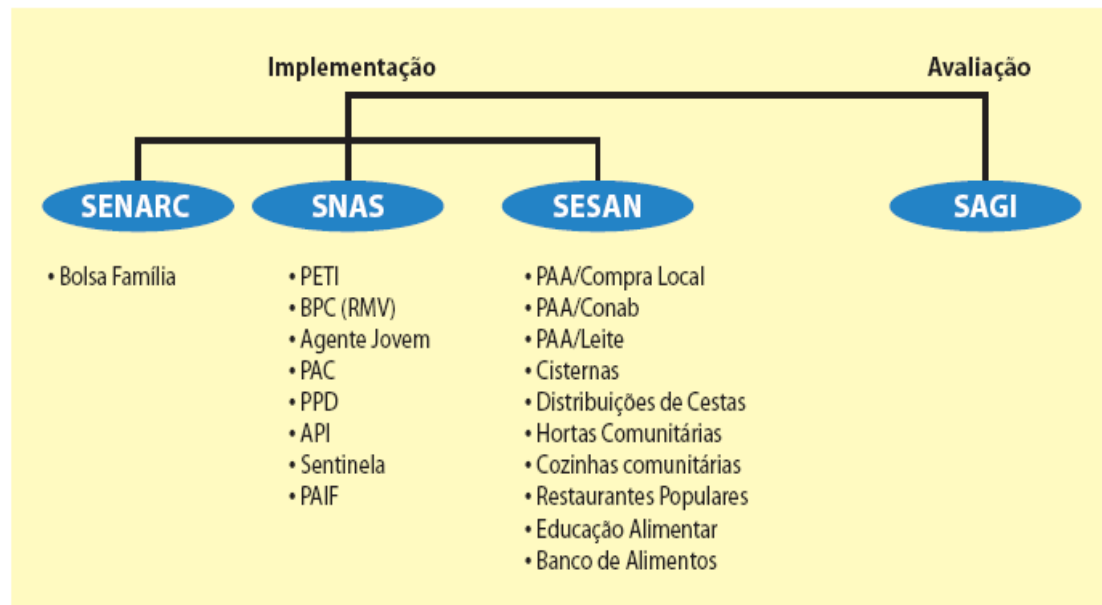 Implementação
Avaliação
SENARC
SNAS
SESAN
SAGI
• Bolsa Família
• PETI
• BPC (RMV)
• Agente Jovem
• PAC
• PPD
• API
• Sentinela
• PAIF
• PAA/Compra Local
• PAA/Conab
• PAA/Leite
• Cisternas
• Distribuições de Cestas
• Hortas Comunitárias
• Cozinhas comunitárias
• Restaurantes Populares
• Educação Alimentar
• Banco de Alimentos